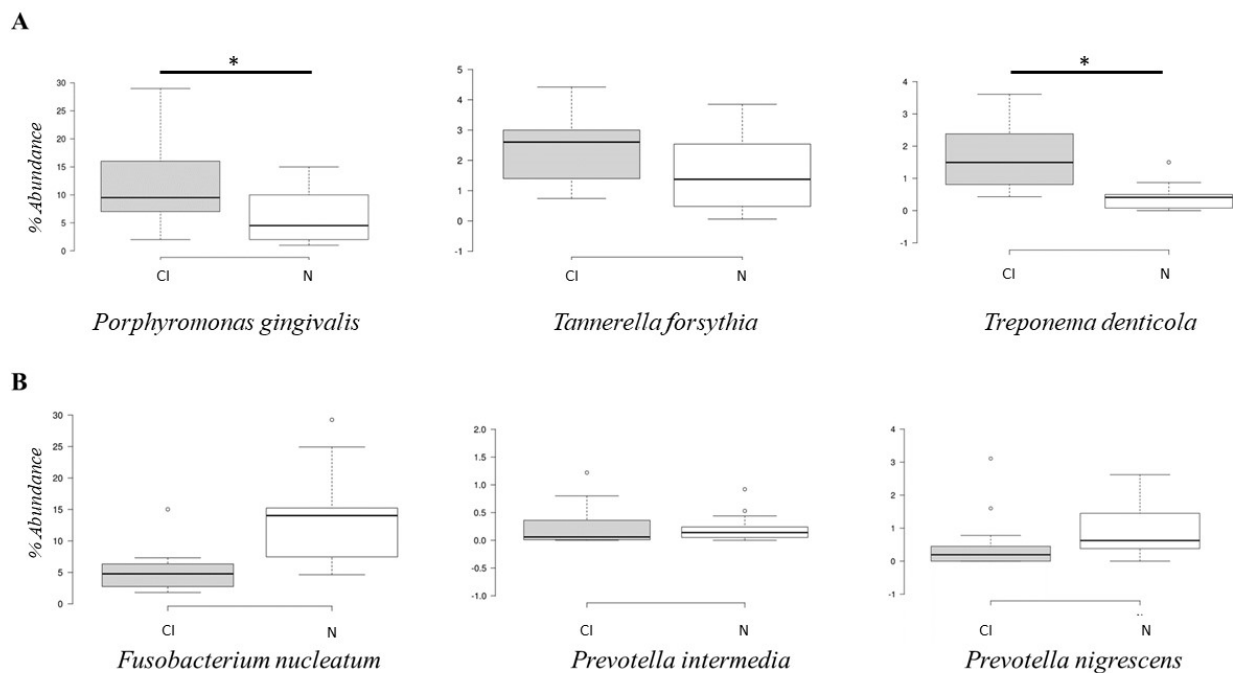 A
* *
% Abundance
30
25
20
15
10
5
0
CI N
Porphyromonas gingivalis
5
4
3
2
1
0
-1
CI N
Tannerella forsythia
4
3
2
1
0
-1
CI N
Treponema denticola
B
% Abundance
30
25
20
15
10
5
0
CI N
Fusobacterium nucleatum
2.0
1.5
1.0
0.5
0.0
-0.5
-1.0
CI N
Prevotella intermedia
4
3
2
1
0
-1
CI
Prevotella nigrescens